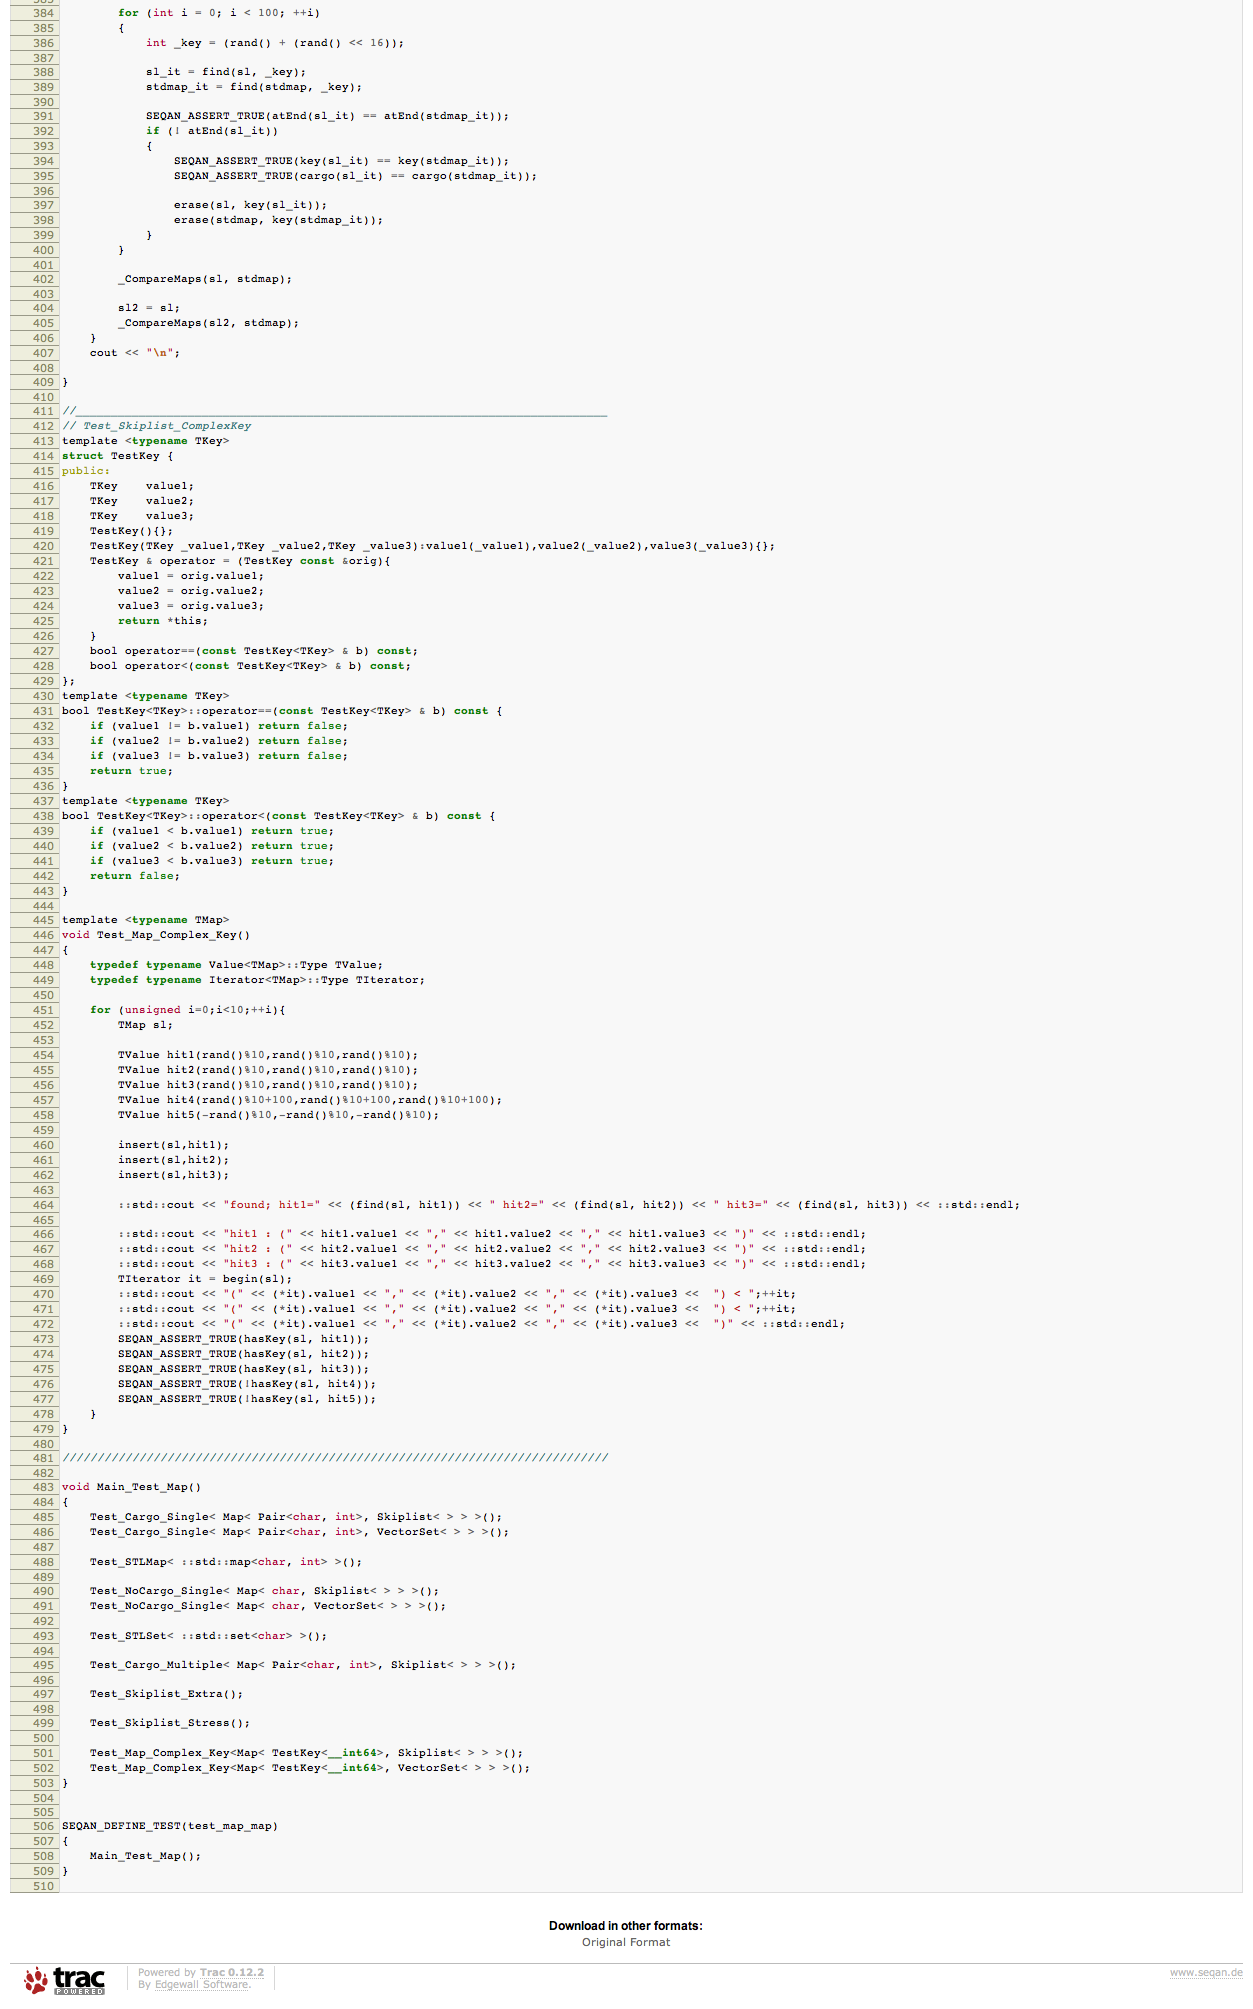 384 for (int i = 0; i < 100; ++i)
385 {
386 int _key = (rand() + (rand() << 16));
387
388 sl_it = find(sl, _key);
389 stdmap_it = find(stdmap, _key);
390
391 SEQAN_ASSERT_TRUE(atEnd(sl_it) == atEnd(stdmap_it));
392 if (! atEnd(sl_it))
393 {
394 SEQAN_ASSERT_TRUE(key(sl_it) == key(stdmap_it));
395 SEQAN_ASSERT_TRUE(cargo(sl_it) == cargo(stdmap_it));
396
397 erase(sl, key(sl_it));
398 erase(stdmap, key(stdmap_it));
399 }
400 }
401
402 _CompareMaps(sl, stdmap);
403
404 sl2 = sl;
405 _CompareMaps(sl2, stdmap);
406 }
407 cout << "\n";
408
409 }
410
411 //____________________________________________________________________________
412 // Test_Skiplist_ComplexKey
413 template <typename TKey>
414 struct TestKey {
415 public:
416 TKey value1;
417 TKey value2;
418 TKey value3;
419 TestKey(){};
420 TestKey(TKey _value1,TKey _value2,TKey _value3):value1(_value1),value2(_value2),value3(_value3){};
421 TestKey & operator = (TestKey const &orig){
422 value1 = orig.value1;
423 value2 = orig.value2;
424 value3 = orig.value3;
425 return *this;
426 }
427 bool operator==(const TestKey<TKey> & b) const;
428 bool operator<(const TestKey<TKey> & b) const;
429 };
430 template <typename TKey>
431 bool TestKey<TKey>::operator==(const TestKey<TKey> & b) const {
432 if (value1 != b.value1) return false;
433 if (value2 != b.value2) return false;
434 if (value3 != b.value3) return false;
435 return true;
436 }
437 template <typename TKey>
438 bool TestKey<TKey>::operator<(const TestKey<TKey> & b) const {
439 if (value1 < b.value1) return true;
440 if (value2 < b.value2) return true;
441 if (value3 < b.value3) return true;
442 return false;
443 }
444
445 template <typename TMap>
446 void Test_Map_Complex_Key()
447 {
448 typedef typename Value<TMap>::Type TValue;
449 typedef typename Iterator<TMap>::Type TIterator;
450
451 for (unsigned i=0;i<10;++i){
452 TMap sl;
453
454 TValue hit1(rand()%10,rand()%10,rand()%10);
455 TValue hit2(rand()%10,rand()%10,rand()%10);
456 TValue hit3(rand()%10,rand()%10,rand()%10);
457 TValue hit4(rand()%10+100,rand()%10+100,rand()%10+100);
458 TValue hit5(-rand()%10,-rand()%10,-rand()%10);
459
460 insert(sl,hit1);
461 insert(sl,hit2);
462 insert(sl,hit3);
463
464 ::std::cout << "found; hit1=" << (find(sl, hit1)) << " hit2=" << (find(sl, hit2)) << " hit3=" << (find(sl, hit3)) << ::std::endl;
465
466 ::std::cout << "hit1 : (" << hit1.value1 << "," << hit1.value2 << "," << hit1.value3 << ")" << ::std::endl;
467 ::std::cout << "hit2 : (" << hit2.value1 << "," << hit2.value2 << "," << hit2.value3 << ")" << ::std::endl;
468 ::std::cout << "hit3 : (" << hit3.value1 << "," << hit3.value2 << "," << hit3.value3 << ")" << ::std::endl;
469 TIterator it = begin(sl);
470 ::std::cout << "(" << (*it).value1 << "," << (*it).value2 << "," << (*it).value3 << ") < ";++it;
471 ::std::cout << "(" << (*it).value1 << "," << (*it).value2 << "," << (*it).value3 << ") < ";++it;
472 ::std::cout << "(" << (*it).value1 << "," << (*it).value2 << "," << (*it).value3 << ")" << ::std::endl;
473 SEQAN_ASSERT_TRUE(hasKey(sl, hit1));
474 SEQAN_ASSERT_TRUE(hasKey(sl, hit2));
475 SEQAN_ASSERT_TRUE(hasKey(sl, hit3));
476 SEQAN_ASSERT_TRUE(!hasKey(sl, hit4));
477 SEQAN_ASSERT_TRUE(!hasKey(sl, hit5));
478 }
479 }
480
481 //////////////////////////////////////////////////////////////////////////////
482
483 void Main_Test_Map()
484 {
485 Test_Cargo_Single< Map< Pair<char, int>, Skiplist< > > >();
486 Test_Cargo_Single< Map< Pair<char, int>, VectorSet< > > >();
487
488 Test_STLMap< ::std::map<char, int> >();
489
490 Test_NoCargo_Single< Map< char, Skiplist< > > >();
491 Test_NoCargo_Single< Map< char, VectorSet< > > >();
492
493 Test_STLSet< ::std::set<char> >();
494
495 Test_Cargo_Multiple< Map< Pair<char, int>, Skiplist< > > >();
496
497 Test_Skiplist_Extra();
498
499 Test_Skiplist_Stress();
500
501 Test_Map_Complex_Key<Map< TestKey<__int64>, Skiplist< > > >();
502 Test_Map_Complex_Key<Map< TestKey<__int64>, VectorSet< > > >();
503 }
504
505
506 SEQAN_DEFINE_TEST(test_map_map)
507 {
508 Main_Test_Map();
509 }
510
Download in other formats:
Original Format
trac
POWERED
Powered by Trac 0.12.2
By Edgewall Software.
www.seqan.de